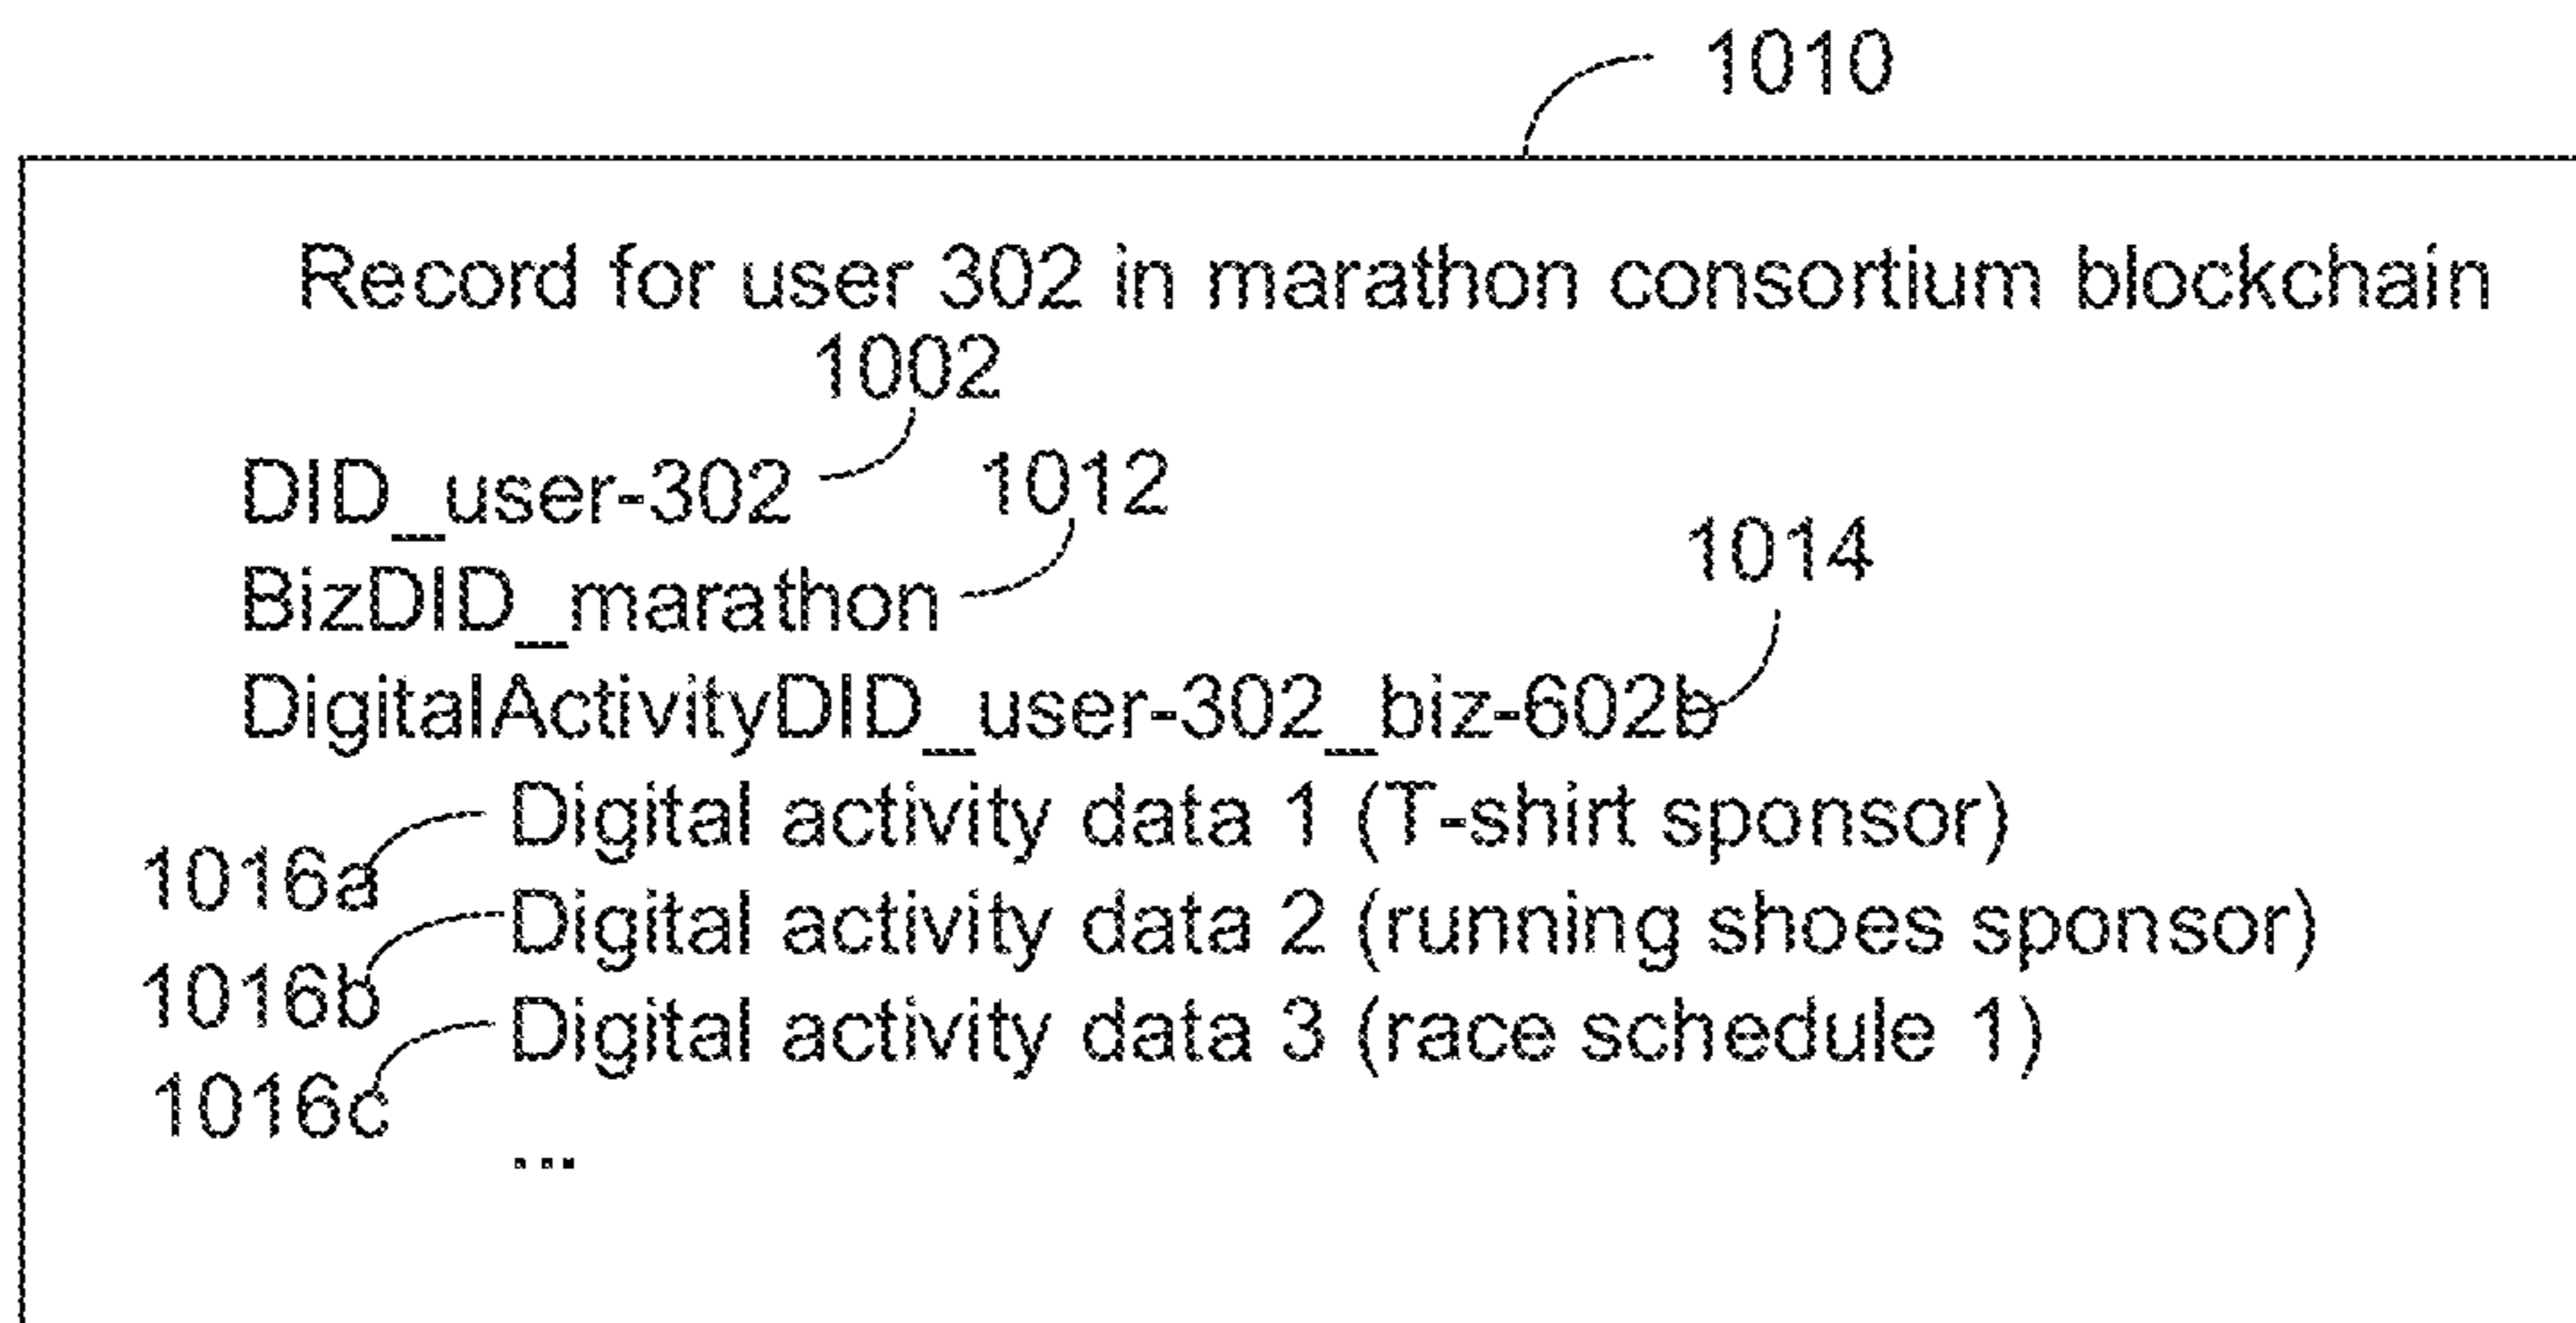 1010
Record for user 302 in marathon consortium blockchain
1002
DID_user-302
1012
BizDID_marathon
1014
DigitalActivityDID_user-302_biz-602b
Digital activity data 1 (T-shirt sponsor)
1016a
Digital activity data 2 (running shoes sponsor)
1016b
Digital activity data 3 (race schedule 1)
1016c
...